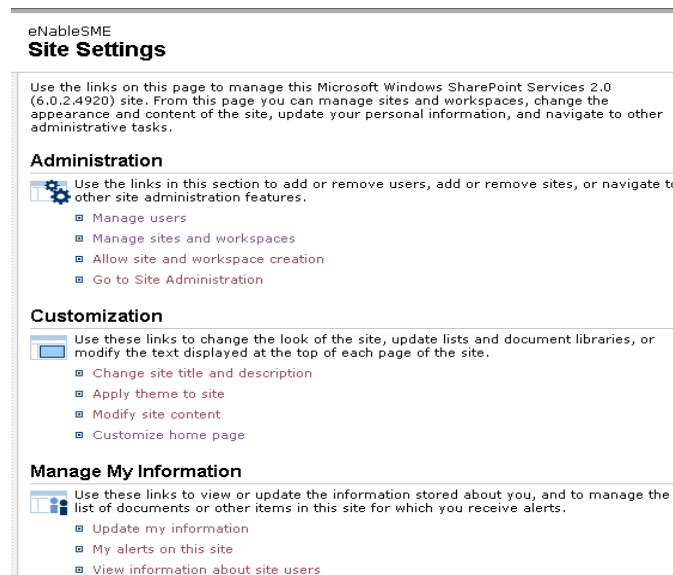 eNableSME
Site Settings
Use the links on this page to manage this Microsoft Windows SharePoint Services 2.0
(6.0.2.4920) site. From this page you can manage sites and workspaces, change the
appearance and content of the site, update your personal information, and navigate to other
administrative tasks.
Administration
Use the links in this section to add or remove users, add or remove sites, or navigate to
other site administration features.
Manage users
Manage sites and workspaces
Allow site and workspace creation
Go to Site Administration
Customization
Use these links to change the look of the site, update lists and document libraries, or
modify the text displayed at the top of each page of the site.
Change site title and description
Apply theme to site
Modify site content
Customize home page
Manage My Information
Use these links to view or update the information stored about you, and to manage the
list of documents or other items in this site for which you receive alerts.
Update my information
My alerts on this site
View information about site users